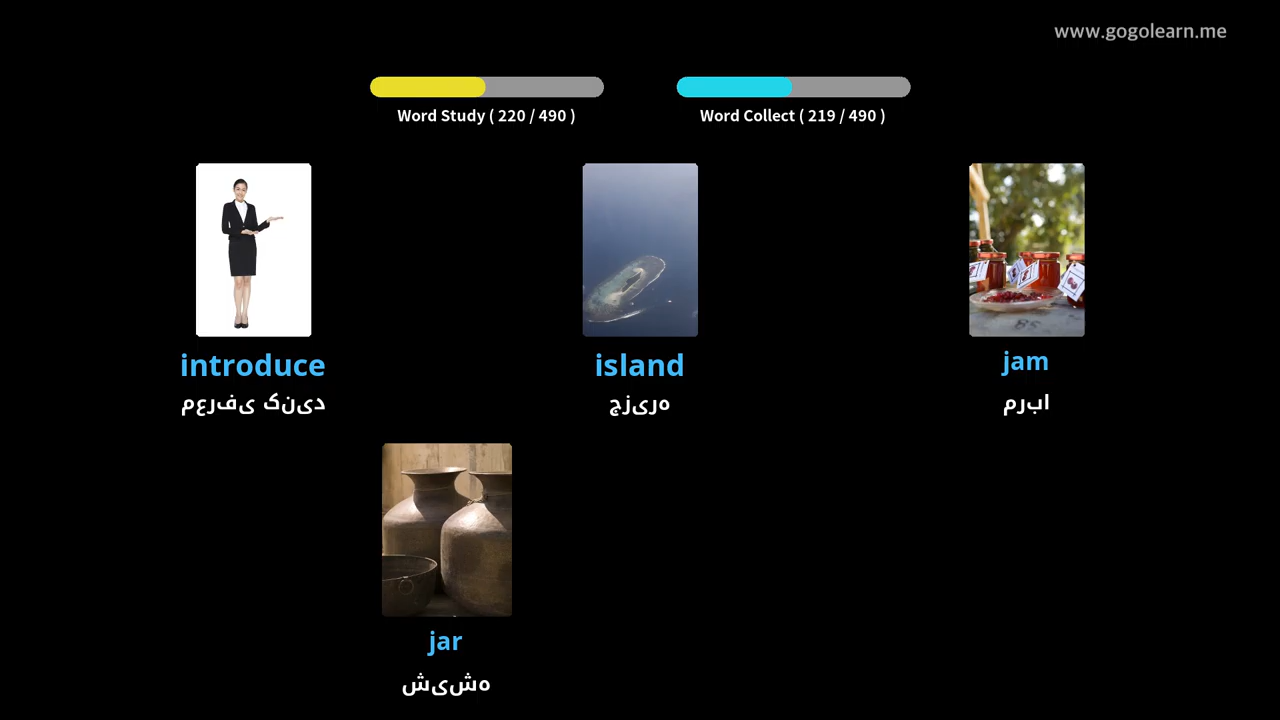 www.gogolearn.me
Word Study ( 220 / 490 )
Word Collect ( 219 / 490 )
introduce
معرفی کنید
island
جزیره
jam
مربا
jar
شیشه